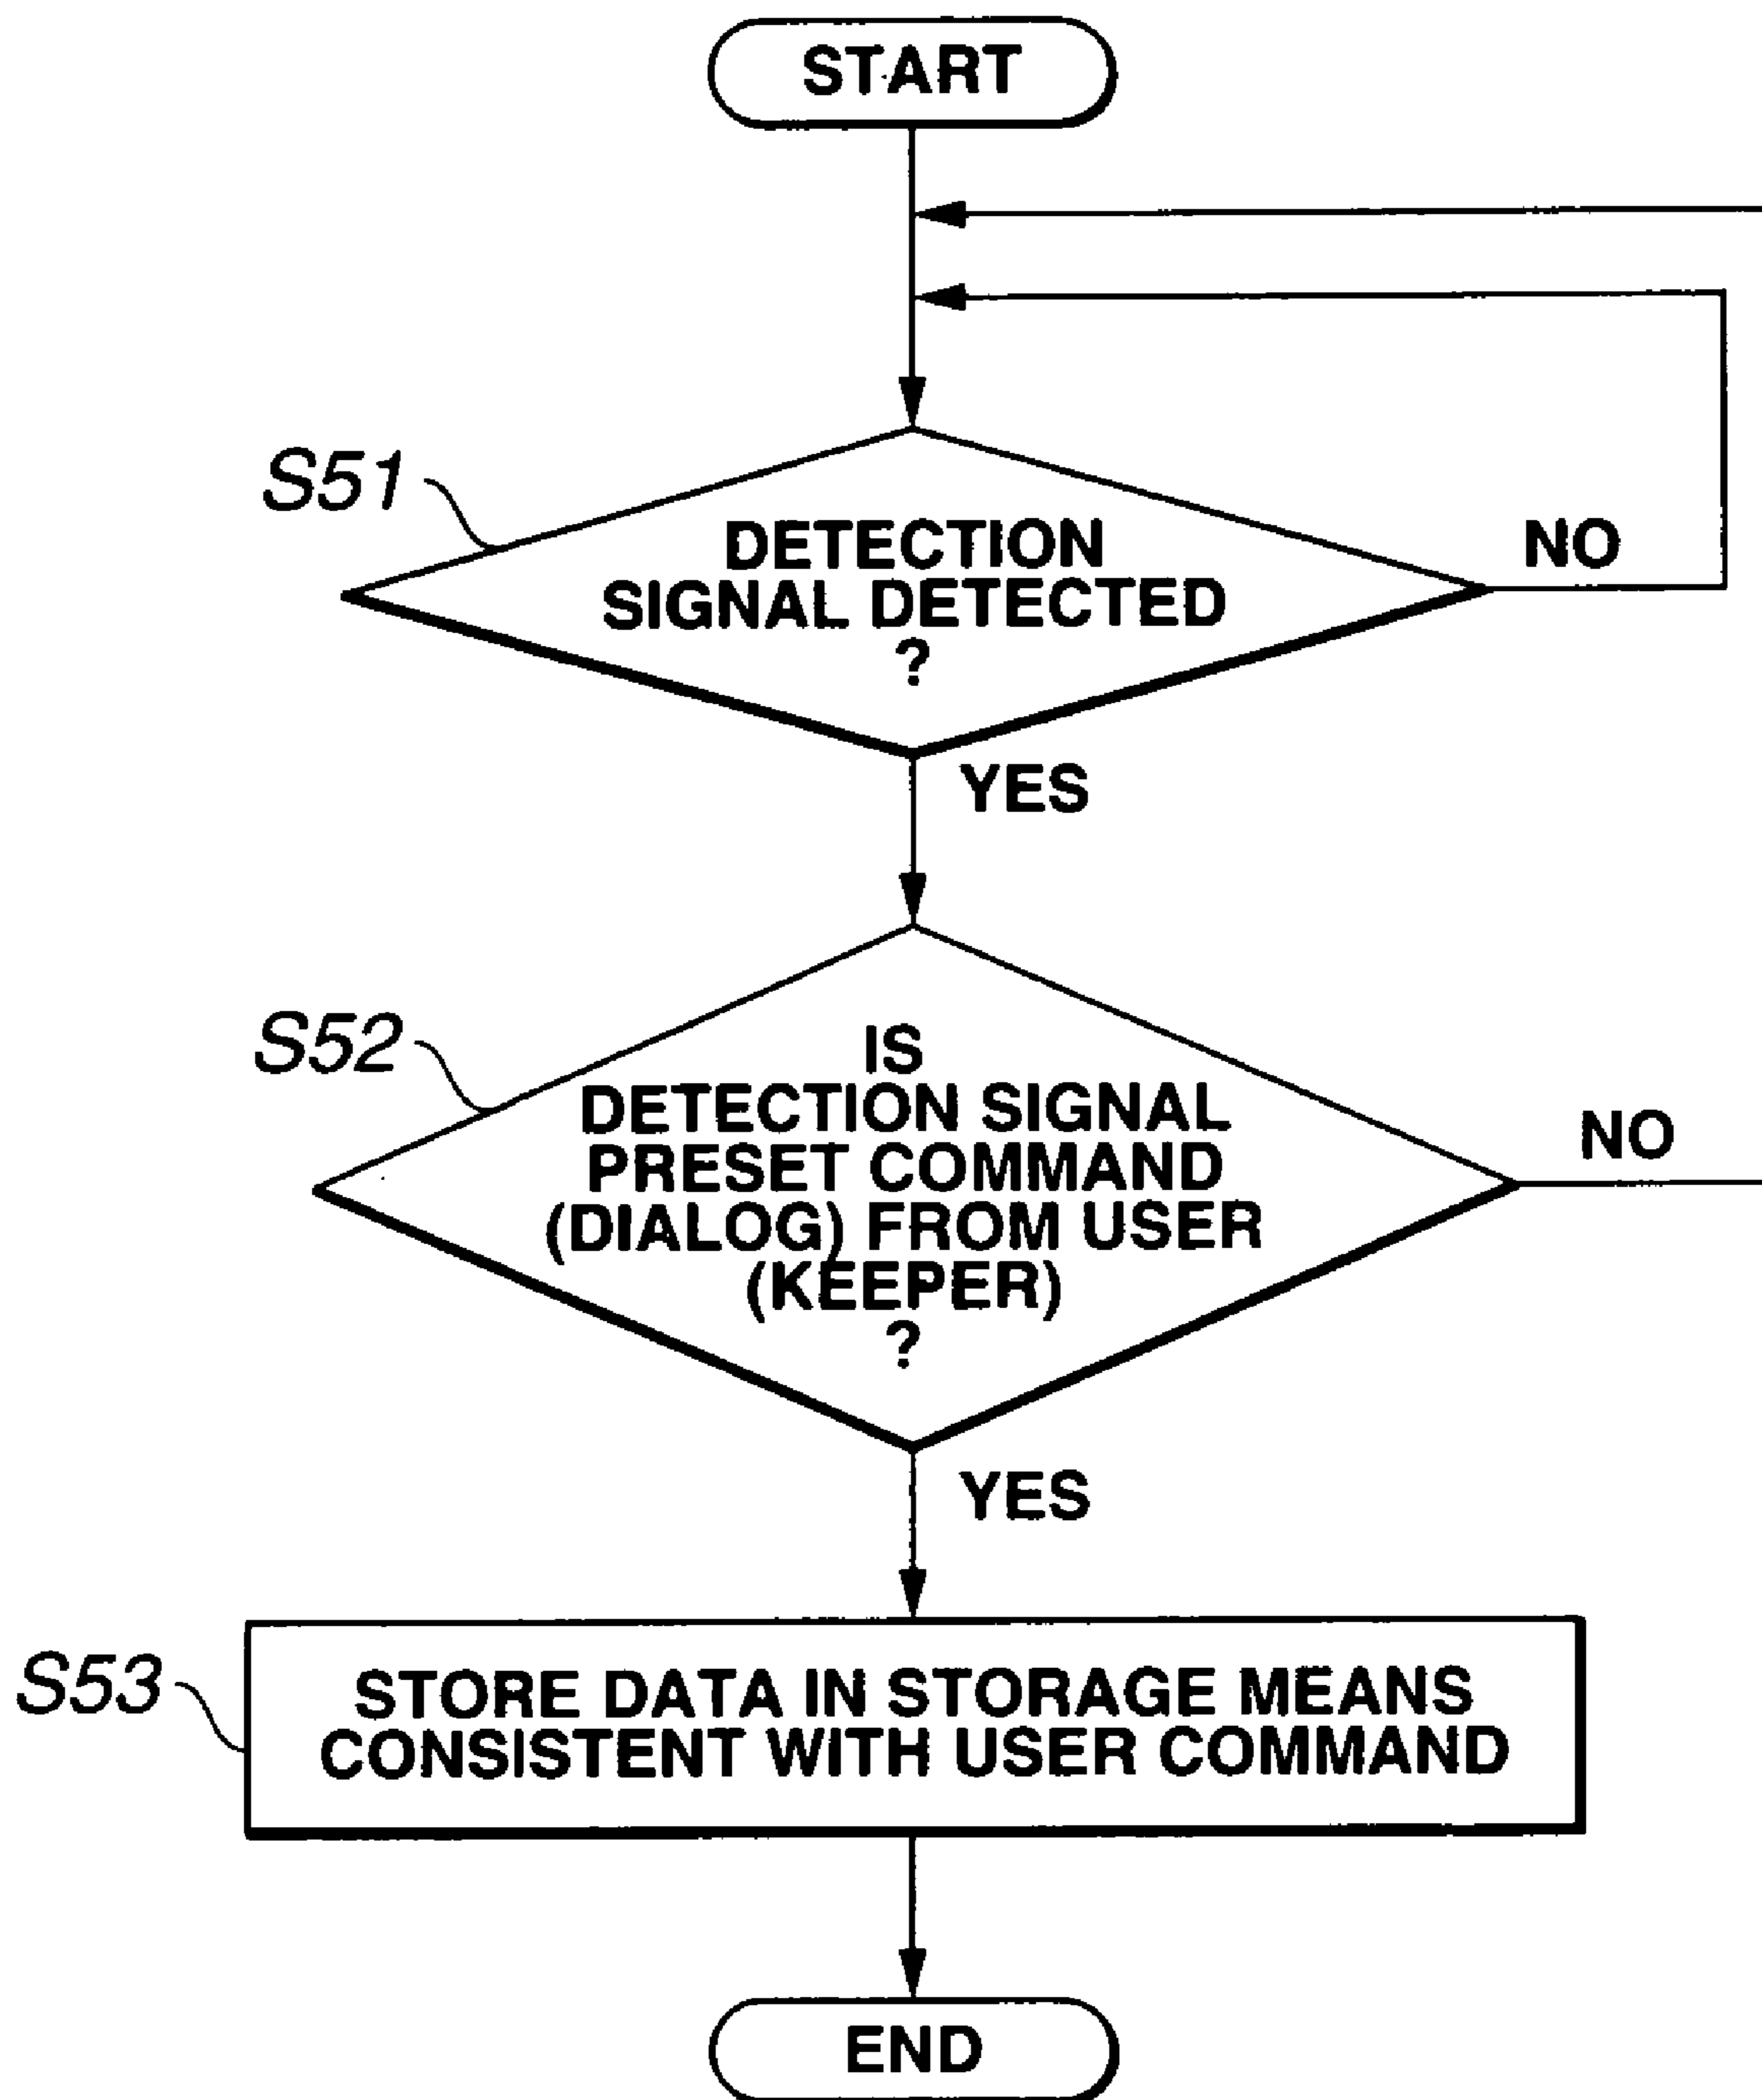 START
S51
DETECTION
SIGNAL DETECTED
?
NO
YES
S52
IS
DETECTION SIGNAL
PRESET COMMAND
(DIALOG) FROM USER
(KEEPER)
?
NO
YES
S53
STORE DATA IN STORAGE MEANS
CONSISTENT WITH USER COMMAND
END